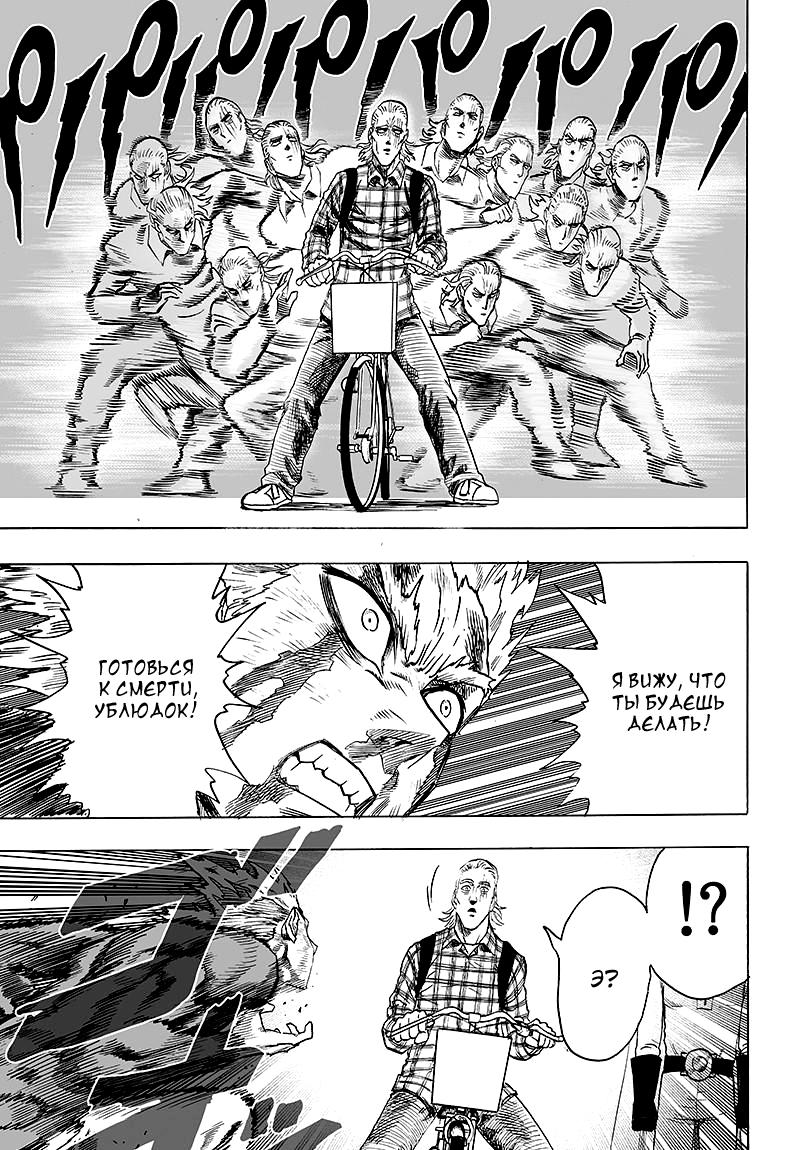 Я ВИЖУ, ЧТО
ТЫ БУДЕШЬ
ДЕЛАТЬ!
ГОТОВЬСЯ
К СМЕРТИ,
УБЛЮДОК!
!?
Э?